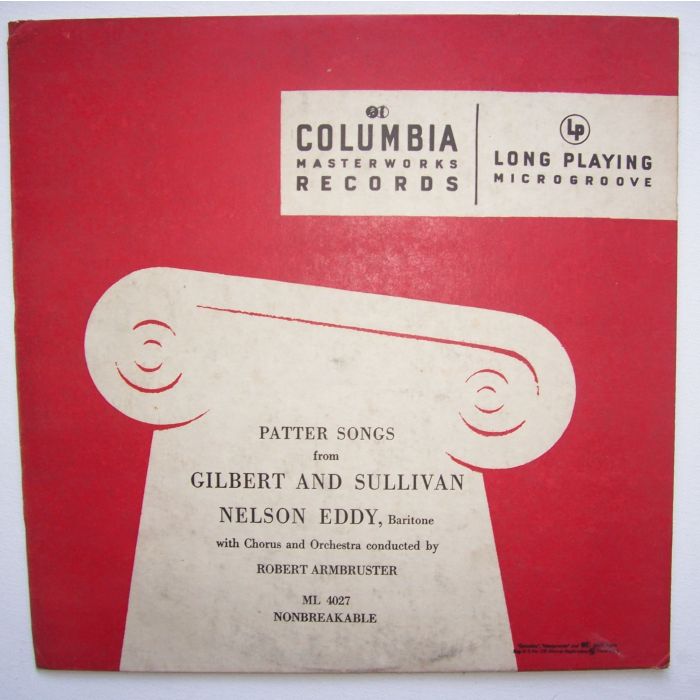 COLUMBIA
MASTERWORKS
RECORDS
LP
LONG PLAYING
MICROGROOVE
PATTER SONGS
from
GILBERT AND SULLIVAN
NELSON EDDY, Baritone
with Chorus and Orchestra conducted by
ROBERT ARMBRUSTER
ML 4027
NONBREAKABLE